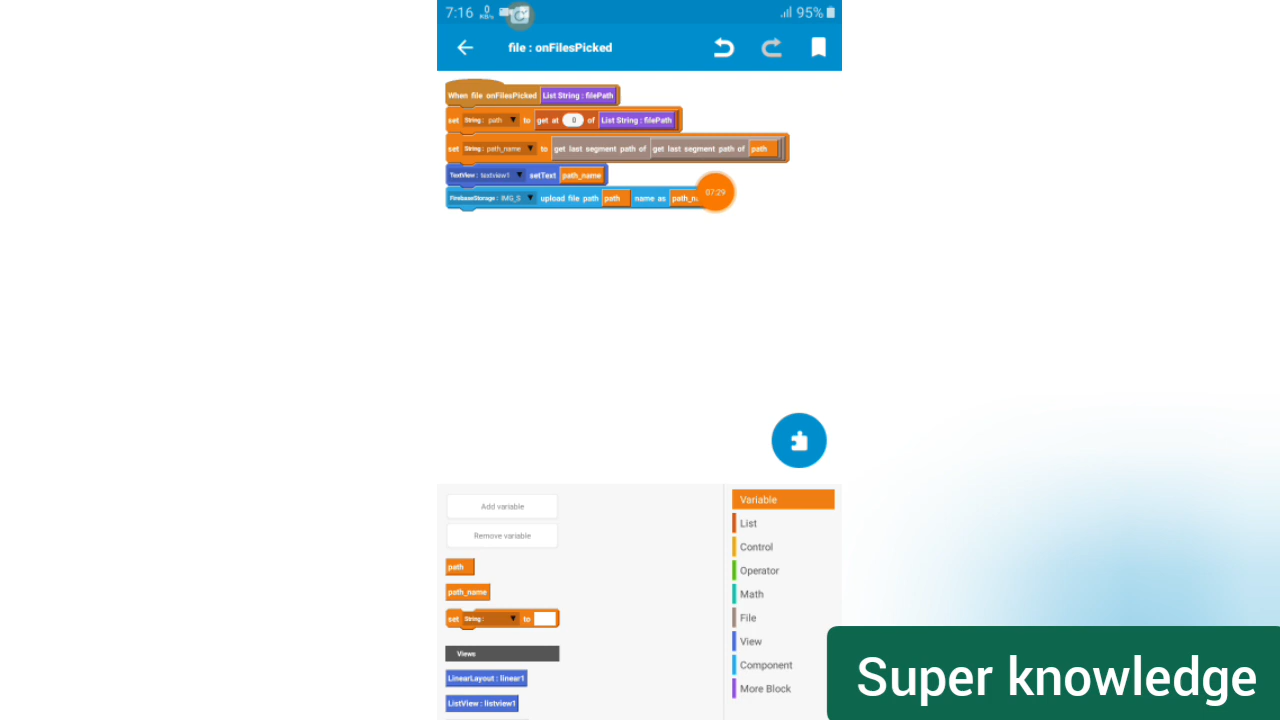 7:16 0 KB/s 95%
file : onFilesPicked
When file onFilesPicked List String : filePath
set String : path to get at 0 of List String : filePath
set String : path_name to get last segment path of get last segment path of path
TextView : textview1 setText path_name
FirebaseStorage : IMG_S upload file path path name as
07:29
Add variable
Remove variable
path
path_name
set String : to
Views
LinearLayout : linear1
ListView : listview1
Variable
List
Control
Operator
Math
File
View
Component
More Block
Super knowledge